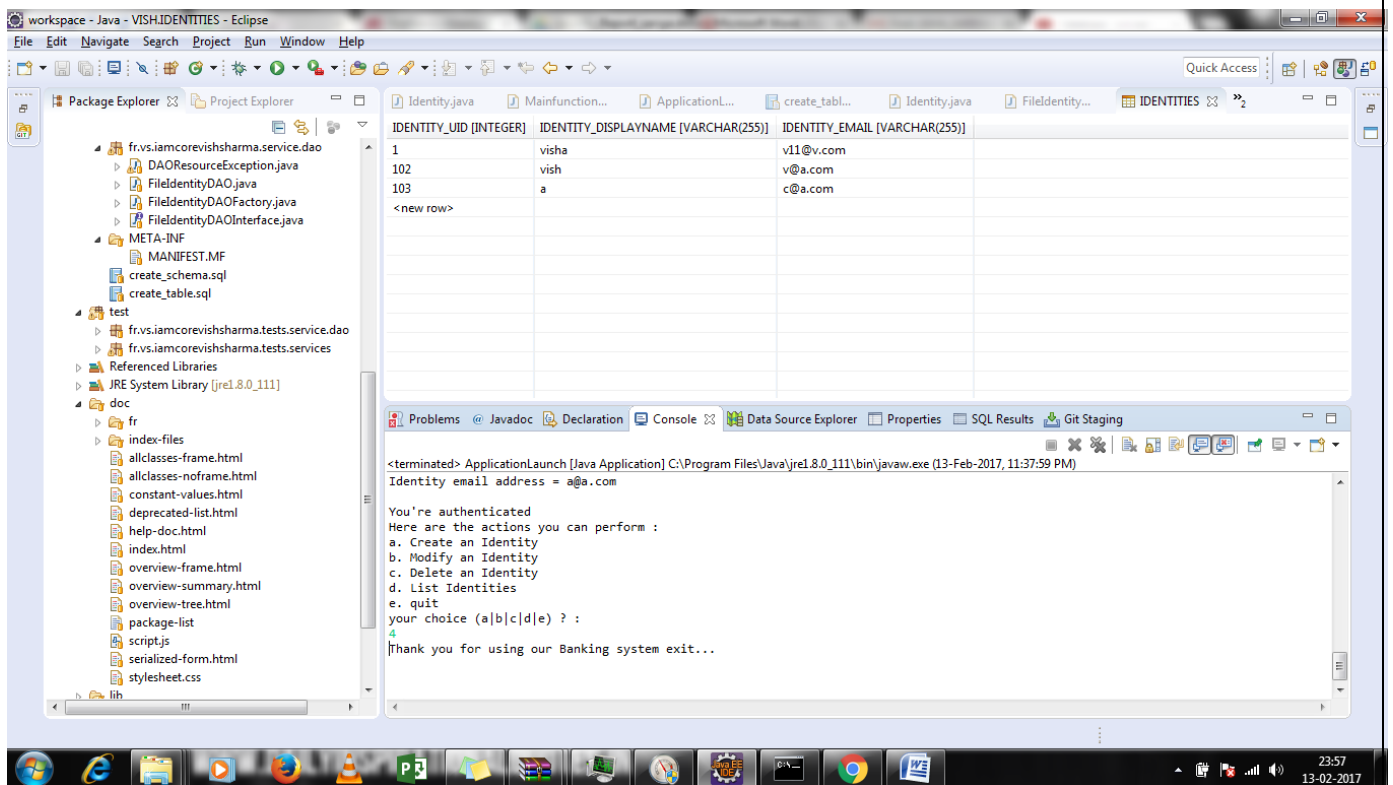 workspace - Java - VISH.IDENTITIES - Eclipse
File Edit Navigate Search Project Run Window Help
Quick Access
Package Explorer Project Explorer
fr.vs.iamcorevishsharma.service.dao
DAOResourceException.java
FileIdentityDAO.java
FileIdentityDAOFactory.java
FileIdentityDAOInterface.java
META-INF
MANIFEST.MF
create_schema.sql
create_table.sql
test
fr.vs.iamcorevishsharma.tests.service.dao
fr.vs.iamcorevishsharma.tests.services
Referenced Libraries
JRE System Library [jre1.8.0_111]
doc
fr
index-files
allclasses-frame.html
allclasses-noframe.html
constant-values.html
deprecated-list.html
help-doc.html
index.html
overview-frame.html
overview-summary.html
overview-tree.html
package-list
script.js
serialized-form.html
stylesheet.css
lib
Identity.java Mainfunction... ApplicationL... create_tabl... Identity.java FileIdentity... IDENTITIES »2
IDENTITY_UID [INTEGER] IDENTITY_DISPLAYNAME [VARCHAR(255)] IDENTITY_EMAIL [VARCHAR(255)]
1 visha v11@v.com
102 vish v@a.com
103 a c@a.com
<new row>
Problems @ Javadoc Declaration Console Data Source Explorer Properties SQL Results Git Staging
<terminated> ApplicationLaunch [Java Application] C:\Program Files\Java\jre1.8.0_111\bin\javaw.exe (13-Feb-2017, 11:37:59 PM)
Identity email address = a@a.com
You're authenticated
Here are the actions you can perform :
a. Create an Identity
b. Modify an Identity
c. Delete an Identity
d. List Identities
e. quit
your choice (a|b|c|d|e) ? :
4
Thank you for using our Banking system exit...
23:57
13-02-2017